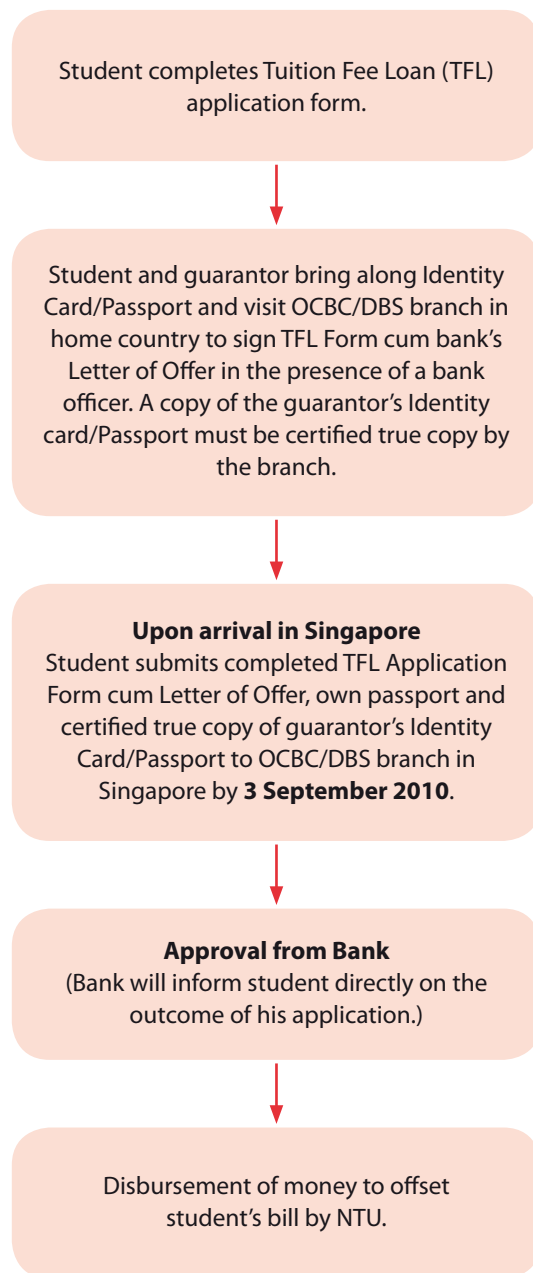 Student completes Tuition Fee Loan (TFL)
application form.
Student and guarantor bring along Identity
Card/Passport and visit OCBC/DBS branch in
home country to sign TFL Form cum bank’s
Letter of Offer in the presence of a bank
officer. A copy of the guarantor’s Identity
card/Passport must be certified true copy by
the branch.
Upon arrival in Singapore
Student submits completed TFL Application
Form cum Letter of Offer, own passport and
certified true copy of guarantor’s Identity
Card/Passport to OCBC/DBS branch in
Singapore by 3 September 2010.
Approval from Bank
(Bank will inform student directly on the
outcome of his application.)
Disbursement of money to offset
student’s bill by NTU.